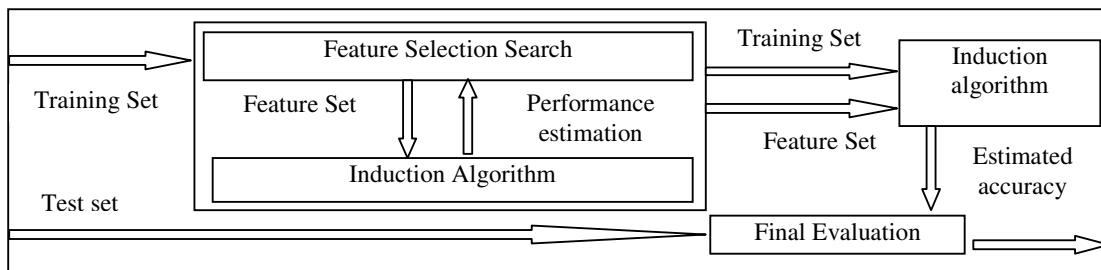 Training Set
Feature Selection Search
Feature Set
Performance
estimation
Induction Algorithm
Training Set
Feature Set
Induction
algorithm
Estimated
accuracy
Test set
Final Evaluation